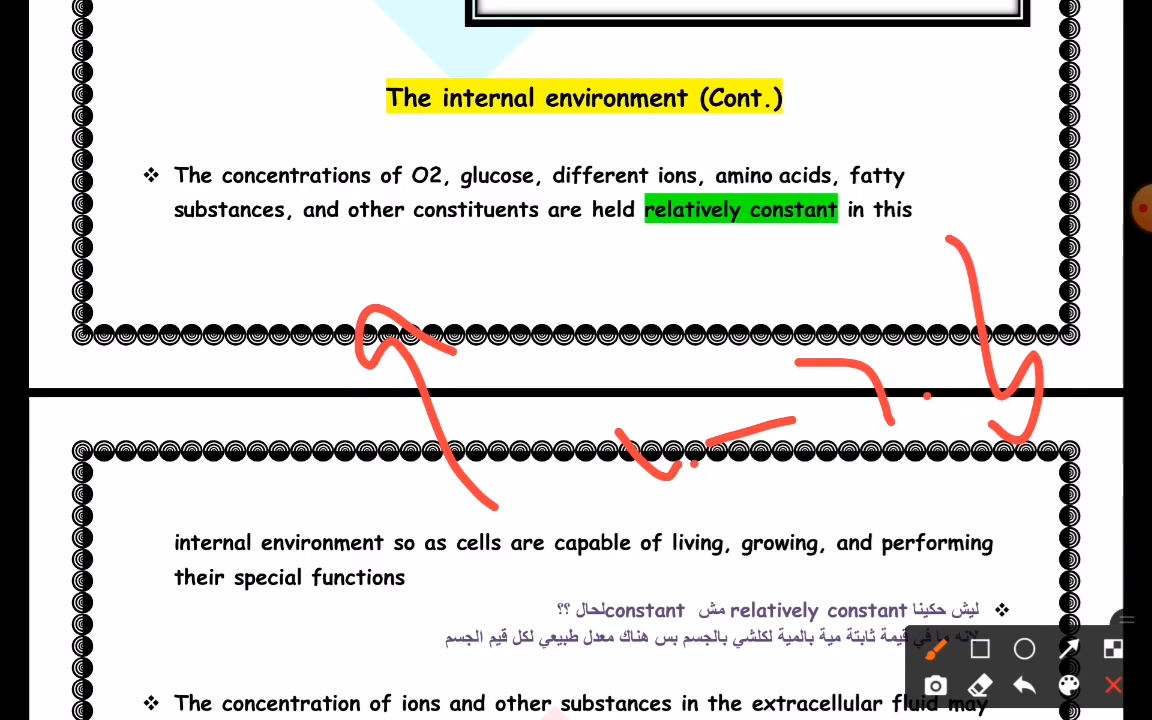 The internal environment (Cont.)
❖ The concentrations of O2, glucose, different ions, amino acids, fatty
substances, and other constituents are held relatively constant in this
internal environment so as cells are capable of living, growing, and performing
their special functions
❖ ليش حكينا relatively constant مش constant لحال ؟؟
لانه ما في قيمة ثابتة مية بالمية لكلشي بالجسم بس هناك معدل طبيعي لكل قيم الجسم
❖ The concentration of ions and other substances in the extracellular fluid may